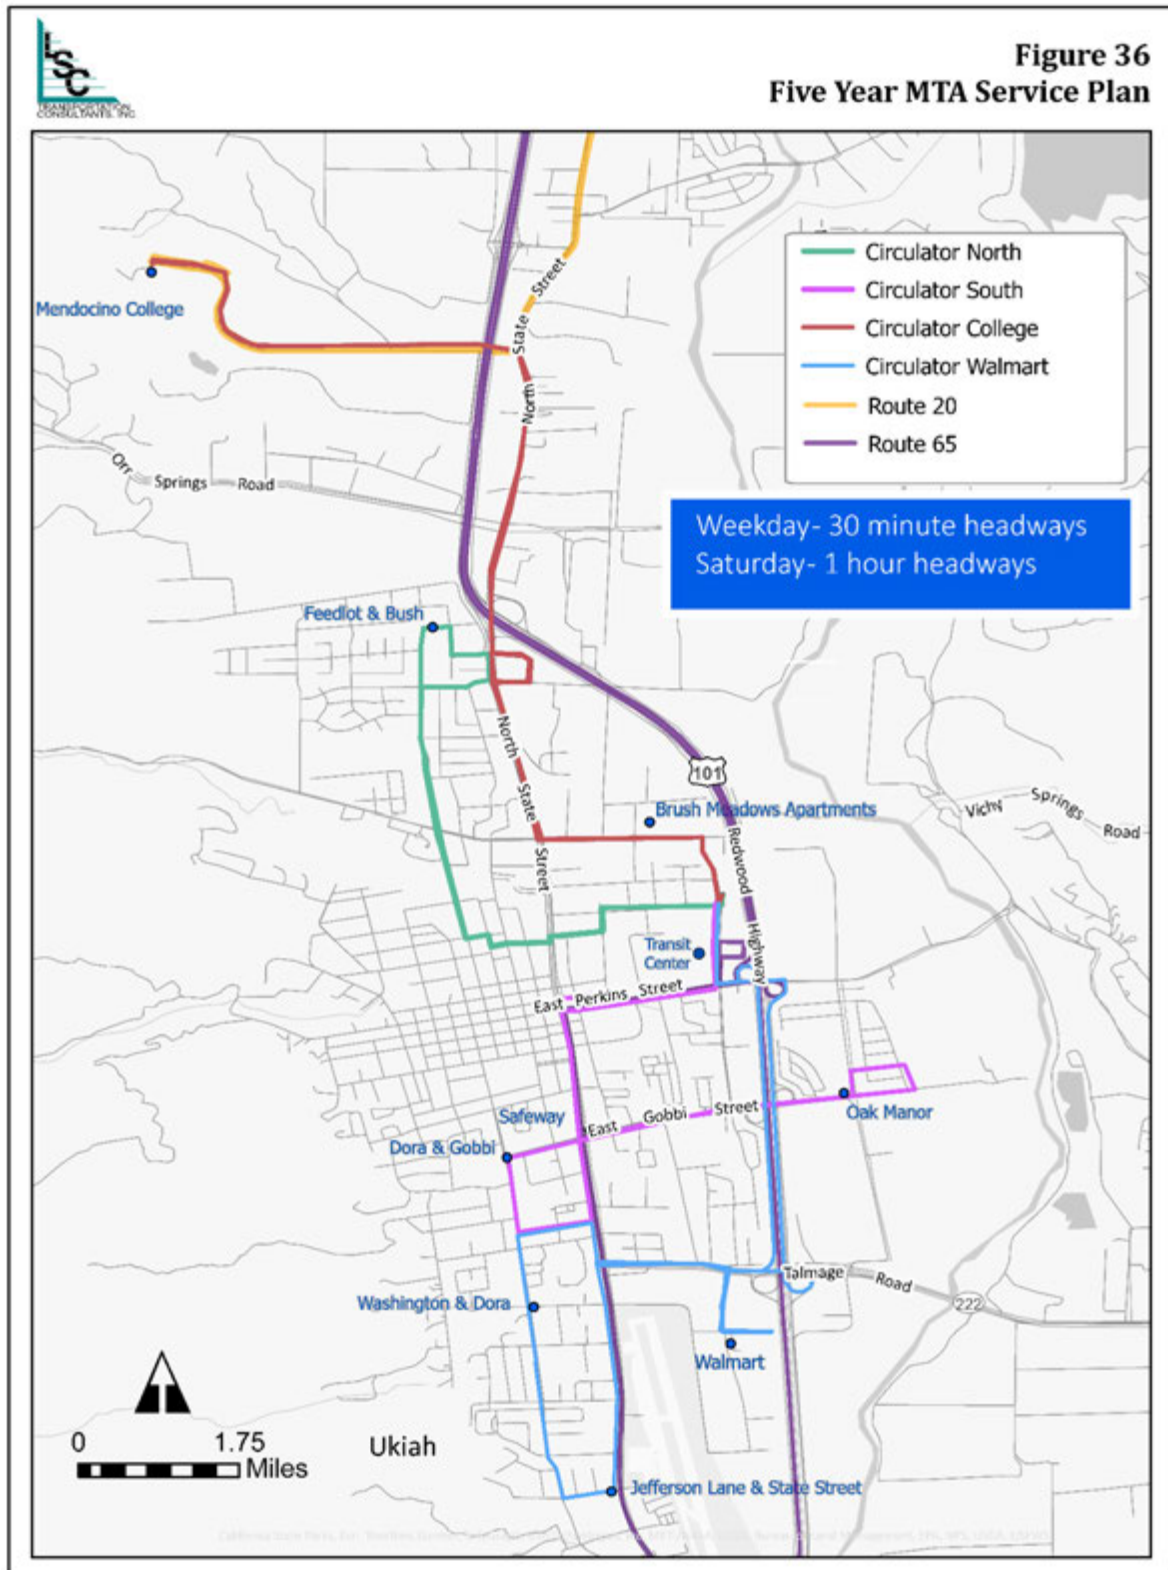 LSC
TRANSPORTATION
CONSULTANTS, INC.
Figure 36
Five Year MTA Service Plan
Circulator North
Circulator South
Circulator College
Circulator Walmart
Route 20
Route 65
Weekday- 30 minute headways
Saturday- 1 hour headways
Mendocino College
North State Street
Orr Springs Road
Feedlot & Bush
North State Street
101
Brush Meadows Apartments
Vichy Springs Road
Redwood Highway
Transit
Center
East Perkins Street
Safeway
East Gobbi Street
Oak Manor
Dora & Gobbi
Talmage Road
222
Washington & Dora
Walmart
0 1.75
Miles
Ukiah
Jefferson Lane & State Street